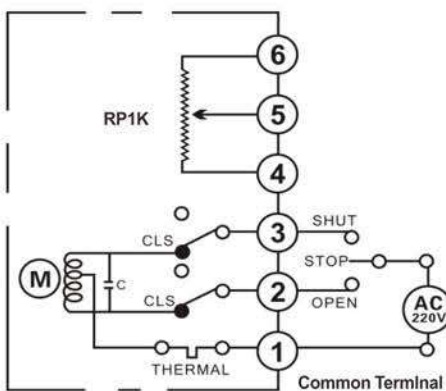 6
RP1K
5
4
3
SHUT
CLS
STOP
M
C
AC
220V
CLS
2
OPEN
1
THERMAL
Common Terminal